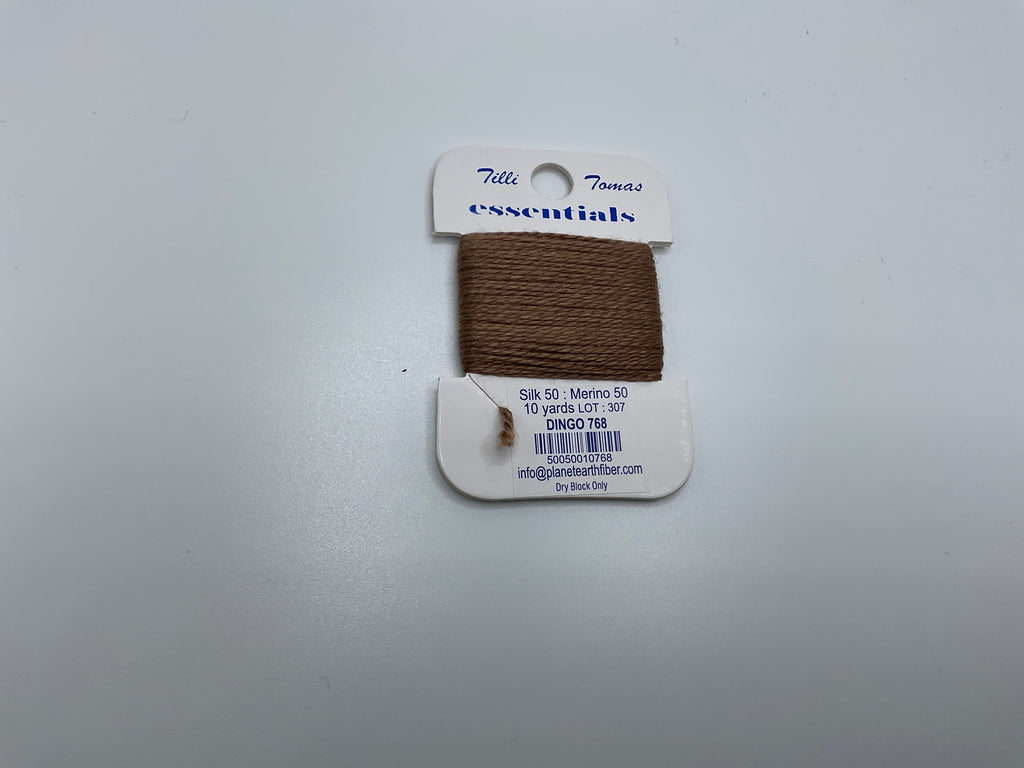 Tilli Tomas
essentials
Silk 50 : Merino 50
10 yards LOT : 307
DINGO 768
50050010768
info@planetearthfiber.com
Dry Block Only